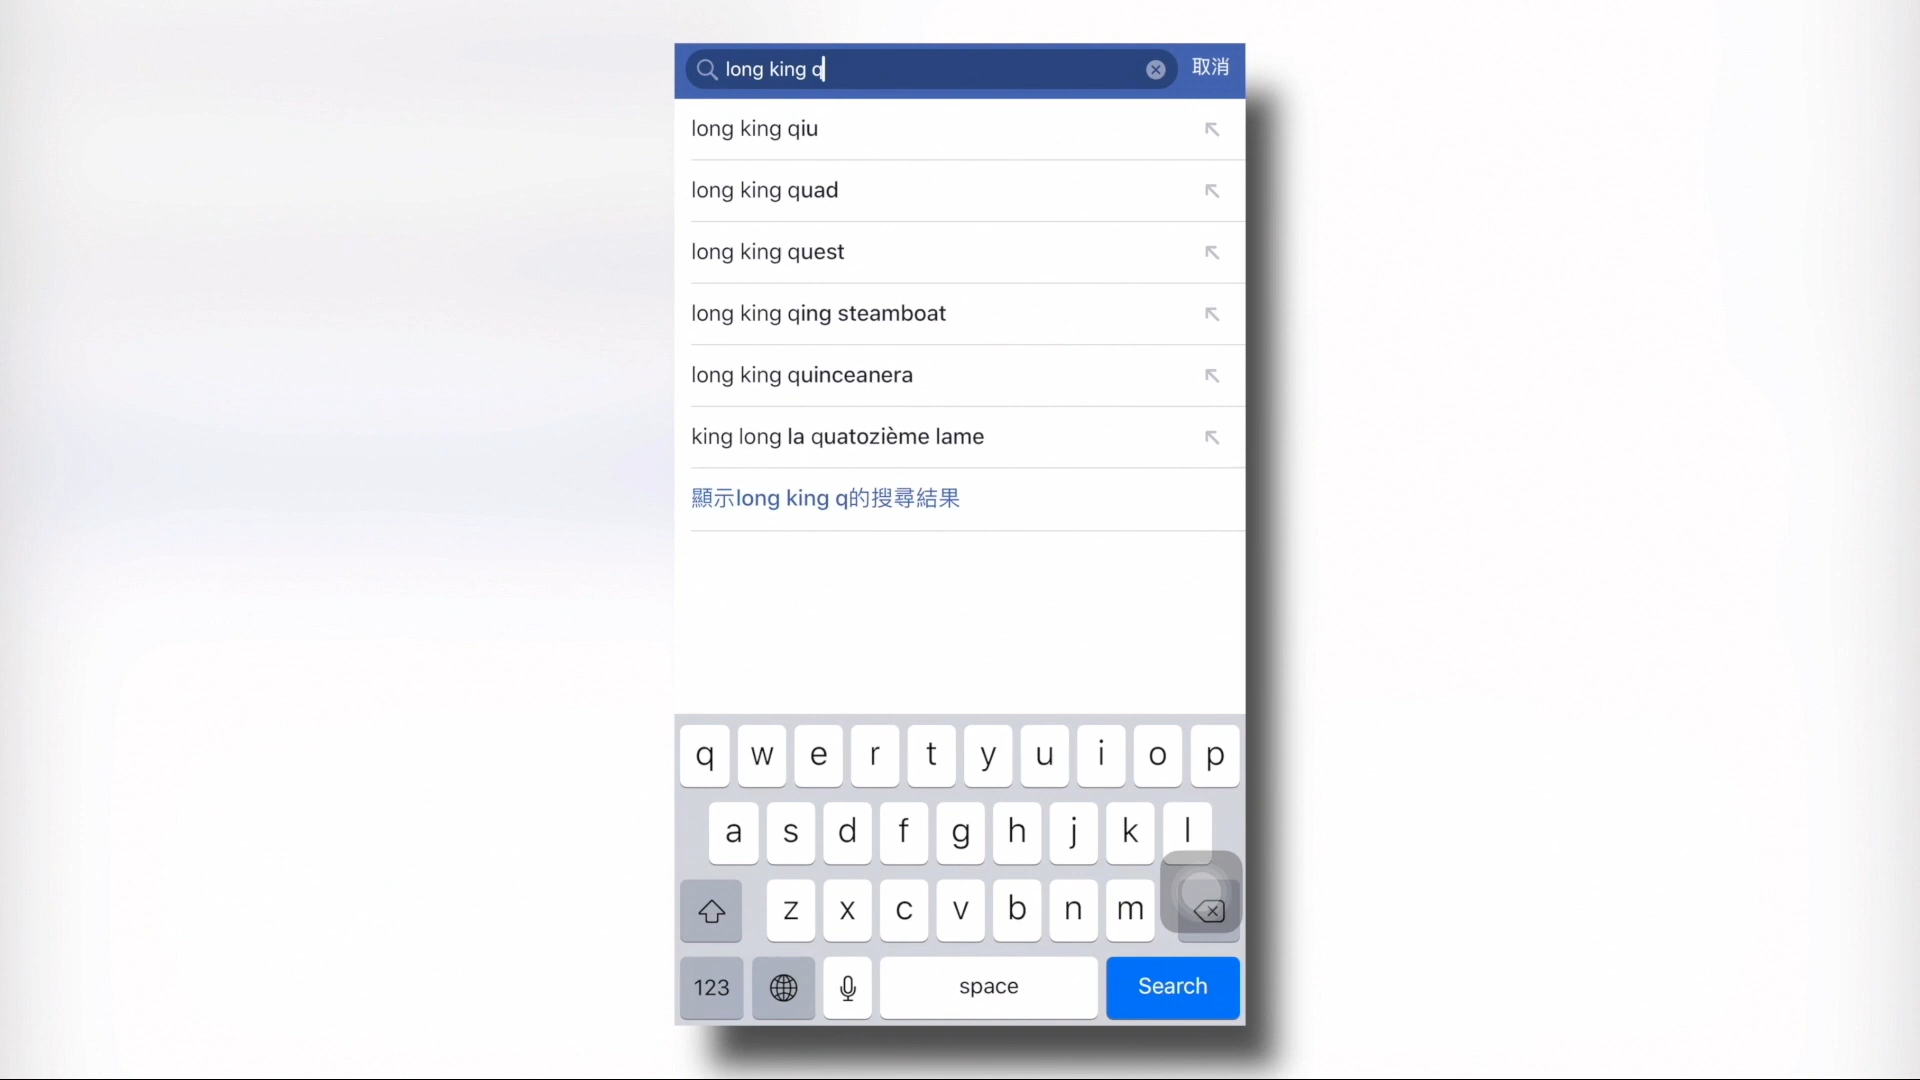 long king q 取消
long king qiu
long king quad
long king quest
long king qing steamboat
long king quinceanera
king long la quatozième lame
顯示long king q的搜尋結果
q w e r t y u i o p
a s d f g h j k l
z x c v b n m
123 space Search